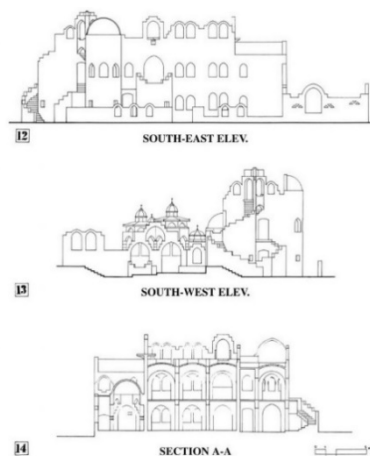 12
SOUTH-EAST ELEV.
13
SOUTH-WEST ELEV.
14
SECTION A-A